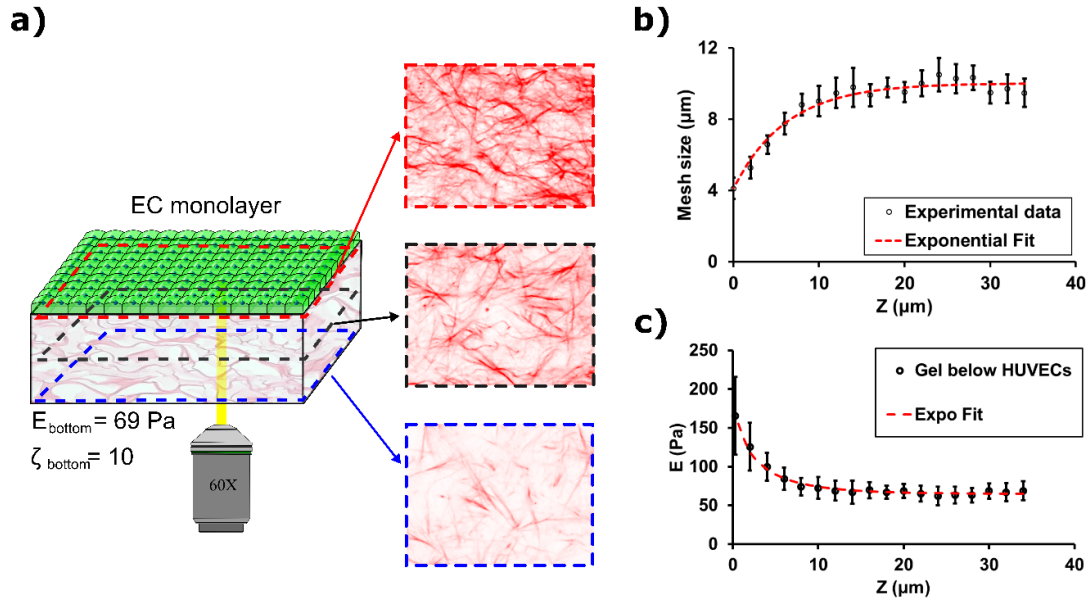 a)
EC monolayer
E bottom = 69 Pa
ζ bottom = 10
60X
b)
Mesh size (µm)
12
8
4
0
0 10 20 30 40
Z (µm)
Experimental data
Exponential Fit
c)
E (Pa)
250
200
150
100
50
0
0 10 20 30 40
Z (µm)
Gel below HUVECs
Expo Fit